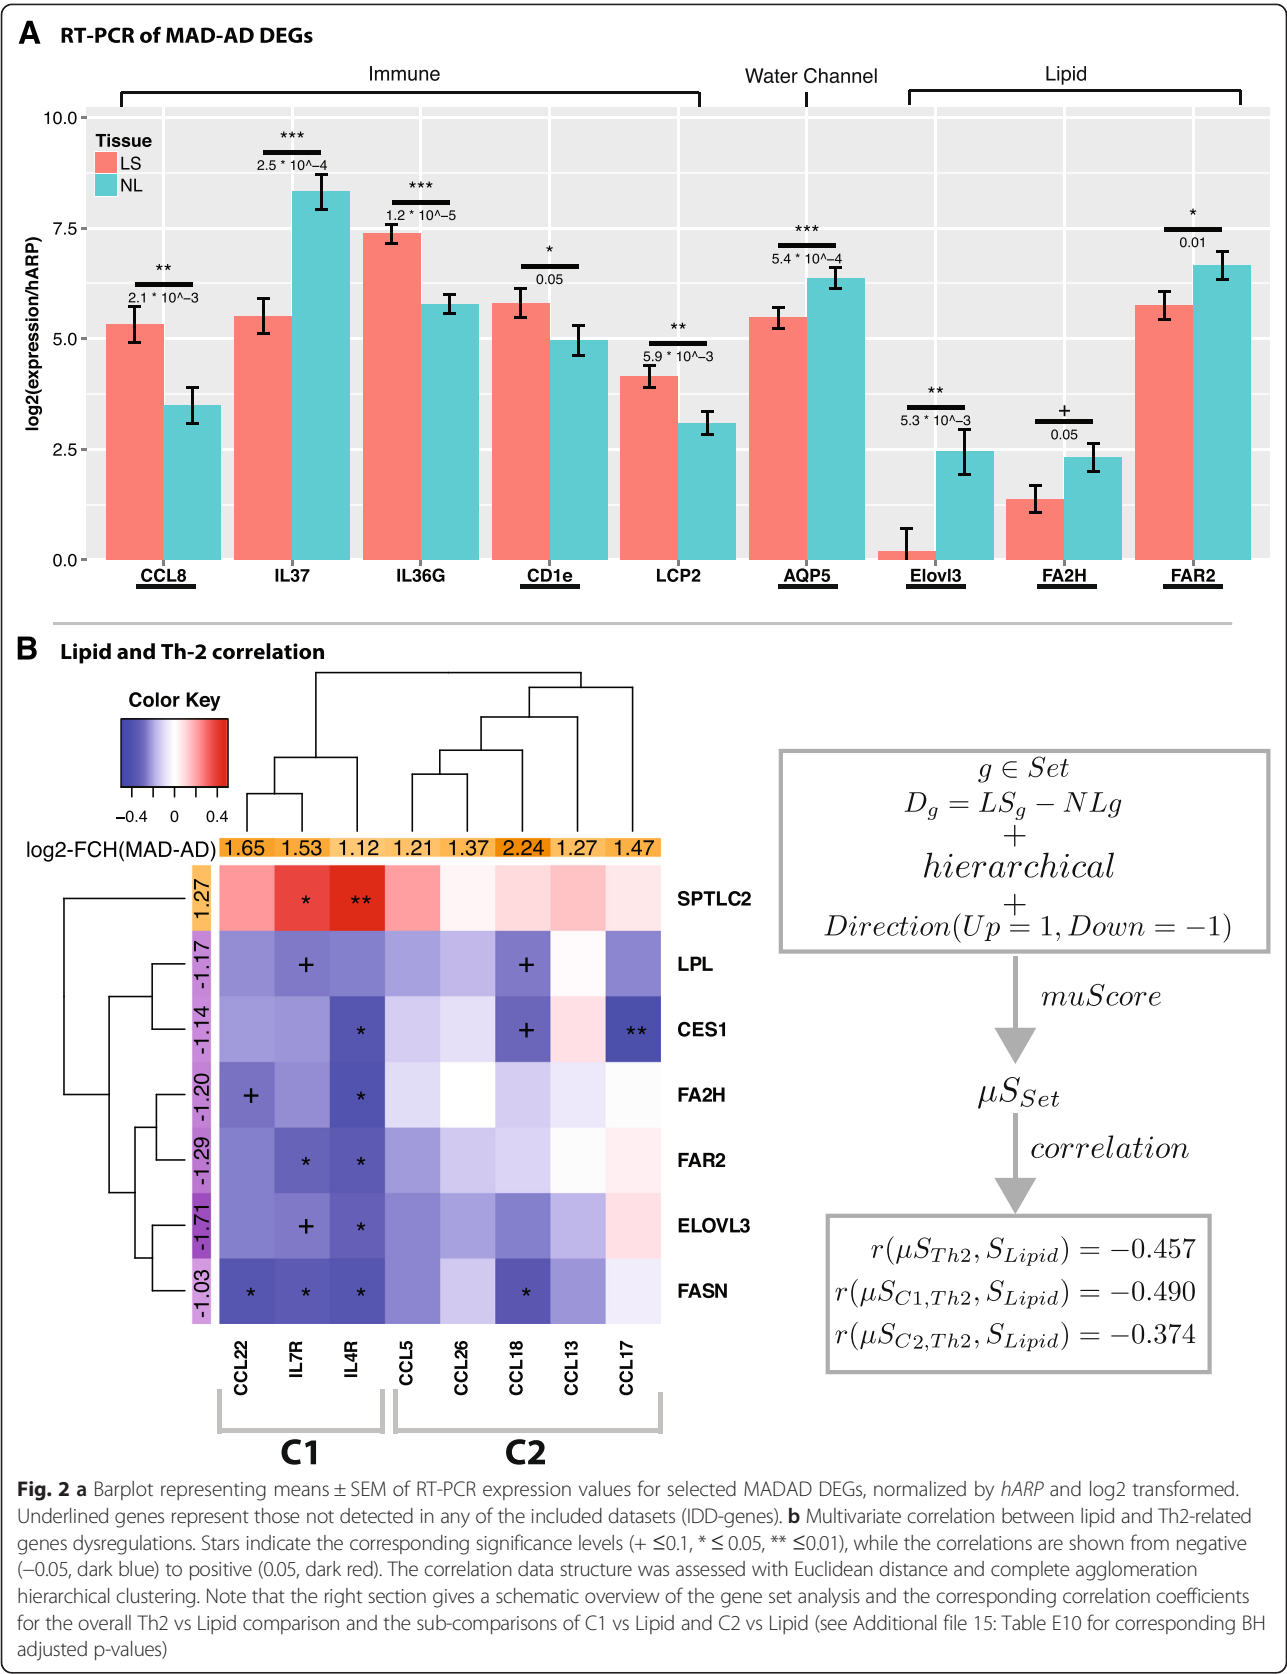 A RT-PCR of MAD-AD DEGs
Immune
Water Channel
Lipid
log2(expression/hARP)
10.0
7.5
5.0
2.5
0.0
Tissue
LS
NL
**
2.1 * 10^−3
***
2.5 * 10^−4
***
1.2 * 10^−5
*
0.05
**
5.9 * 10^−3
***
5.4 * 10^−4
**
5.3 * 10^−3
+
0.05
*
0.01
CCL8 IL37 IL36G CD1e LCP2 AQP5 Elovl3 FA2H FAR2
B Lipid and Th-2 correlation
Color Key
−0.4 0 0.4
log2-FCH(MAD-AD) 1.65 1.53 1.12 1.21 1.37 2.24 1.27 1.47
1.27 * ** SPTLC2
-1.17 + + LPL
-1.14 * + ** CES1
-1.20 + * FA2H
-1.29 * * FAR2
-1.71 + * ELOVL3
-1.03 * * * * FASN
CCL22 IL7R IL4R CCL5 CCL26 CCL18 CCL13 CCL17
C1 C2
g ∈ Set
D_g = LS_g − NLg
+
hierarchical
+
Direction(Up = 1, Down = −1)
muScore
μS_Set
correlation
r(μS_Th2, S_Lipid) = −0.457
r(μS_C1,Th2, S_Lipid) = −0.490
r(μS_C2,Th2, S_Lipid) = −0.374
Fig. 2 a Barplot representing means ± SEM of RT-PCR expression values for selected MADAD DEGs, normalized by hARP and log2 transformed.
Underlined genes represent those not detected in any of the included datasets (IDD-genes). b Multivariate correlation between lipid and Th2-related
genes dysregulations. Stars indicate the corresponding significance levels (+ ≤0.1, * ≤ 0.05, ** ≤0.01), while the correlations are shown from negative
(−0.05, dark blue) to positive (0.05, dark red). The correlation data structure was assessed with Euclidean distance and complete agglomeration
hierarchical clustering. Note that the right section gives a schematic overview of the gene set analysis and the corresponding correlation coefficients
for the overall Th2 vs Lipid comparison and the sub-comparisons of C1 vs Lipid and C2 vs Lipid (see Additional file 15: Table E10 for corresponding BH
adjusted p-values)